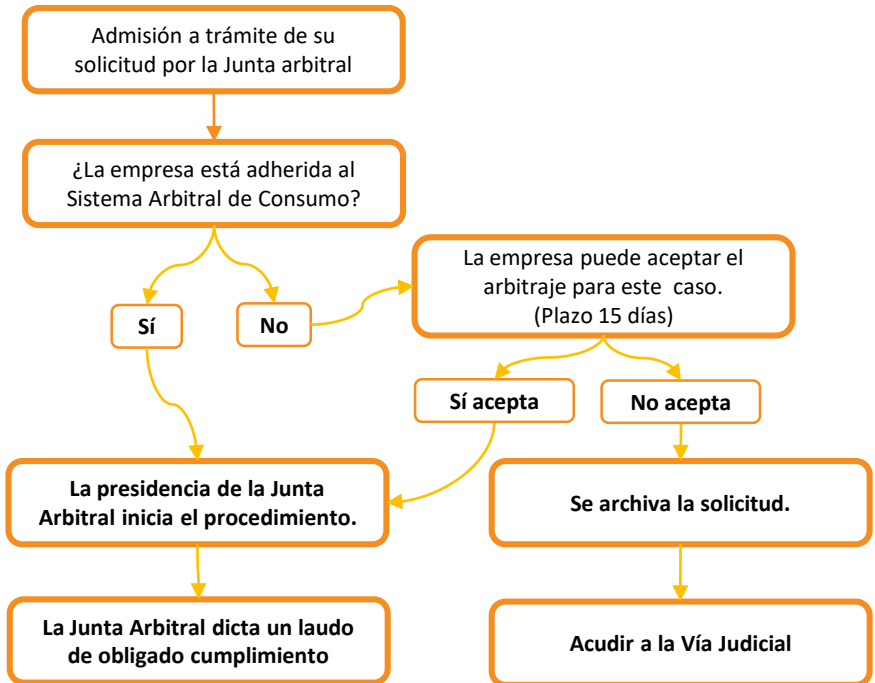 Admisión a trámite de su
solicitud por la Junta arbitral
¿La empresa está adherida al
Sistema Arbitral de Consumo?
La empresa puede aceptar el
arbitraje para este caso.
(Plazo 15 días)
Sí
No
Sí acepta
No acepta
La presidencia de la Junta
Arbitral inicia el procedimiento.
Se archiva la solicitud.
La Junta Arbitral dicta un laudo
de obligado cumplimiento
Acudir a la Vía Judicial